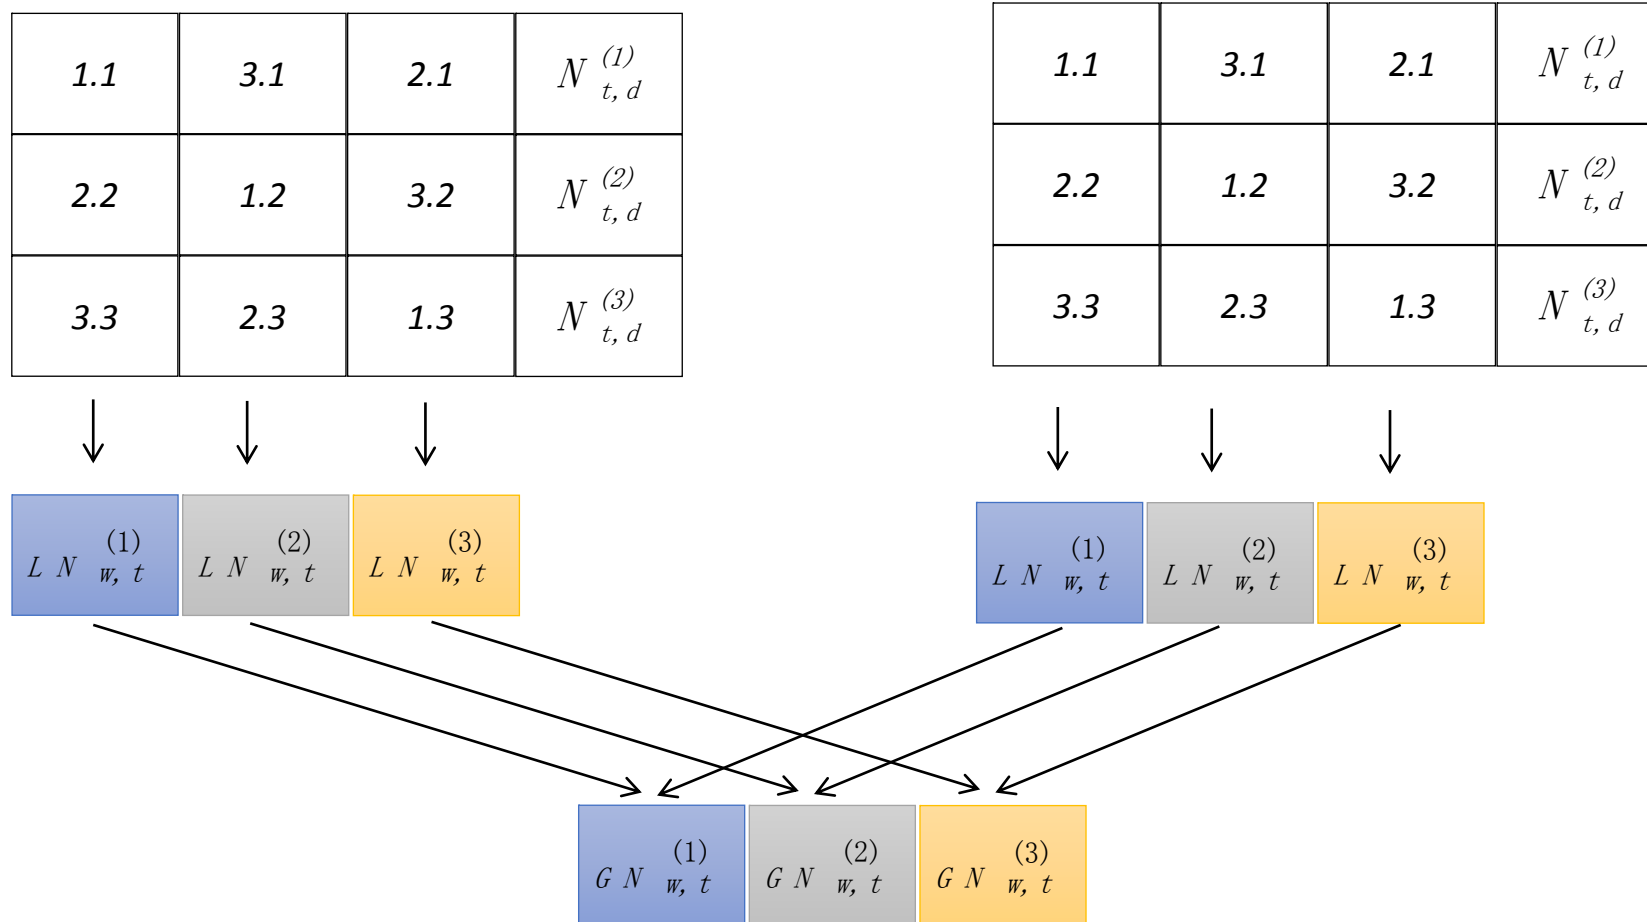 1.1 3.1 2.1 N (1) t, d
2.2 1.2 3.2 N (2) t, d
3.3 2.3 1.3 N (3) t, d
1.1 3.1 2.1 N (1) t, d
2.2 1.2 3.2 N (2) t, d
3.3 2.3 1.3 N (3) t, d
L N (1) w, t L N (2) w, t L N (3) w, t
L N (1) w, t L N (2) w, t L N (3) w, t
G N (1) w, t G N (2) w, t G N (3) w, t